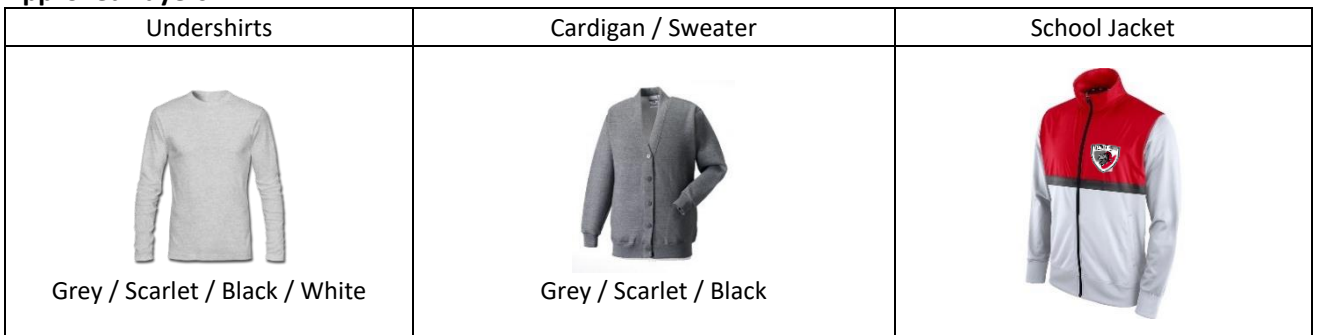 Undershirts
Cardigan / Sweater
School Jacket
Grey / Scarlet / Black / White
Grey / Scarlet / Black